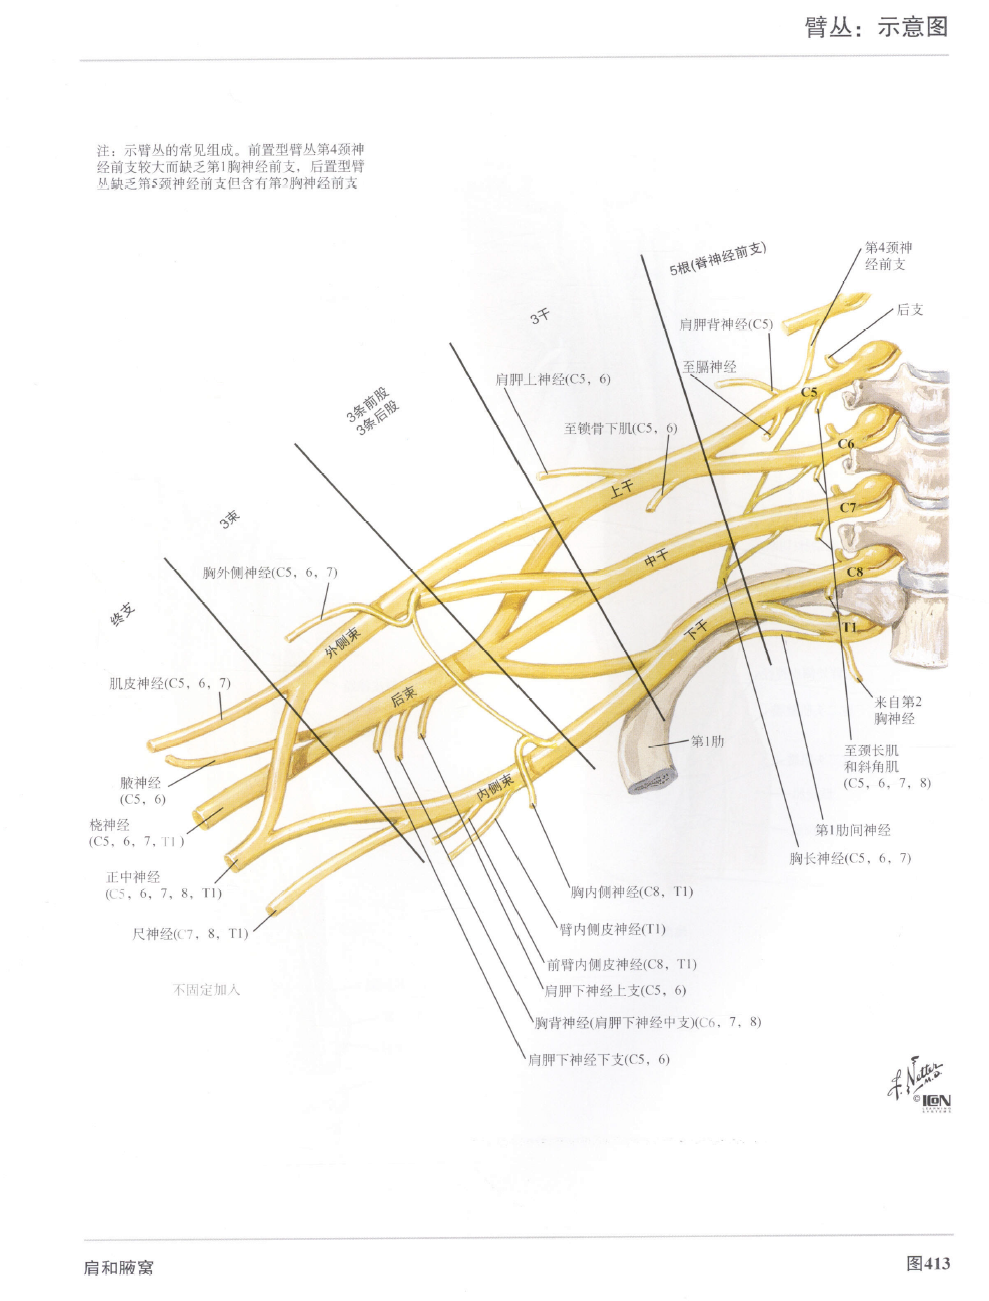 臂丛：示意图
注：示臂丛的常见组成。前置型臂丛第4颈神
经前支较大而缺乏第1胸神经前支，后置型臂
丛缺乏第5颈神经前支但含有第2胸神经前支
5根(脊神经前支)
第4颈神
经前支
后支
肩胛背神经(C5)
3干
至膈神经
肩胛上神经(C5，6)
C5
3条前股
3条后股
至锁骨下肌(C5，6)
C6
上干
C7
3束
中干
胸外侧神经(C5，6，7)
C8
终支
下干
T1
外侧束
肌皮神经(C5，6，7)
后束
来自第2
胸神经
第1肋
至颈长肌
和斜角肌
(C5，6，7，8)
腋神经
(C5，6)
内侧束
桡神经
(C5，6，7，T1)
第1肋间神经
胸长神经(C5，6，7)
正中神经
(C5，6，7，8，T1)
胸内侧神经(C8，T1)
尺神经(C7，8，T1)
臂内侧皮神经(T1)
前臂内侧皮神经(C8，T1)
不固定加入
肩胛下神经上支(C5，6)
胸背神经(肩胛下神经中支)(C6，7，8)
肩胛下神经下支(C5，6)
F. Netter
M.D.
© ICON
LEARNING
SYSTEMS
肩和腋窝
图413